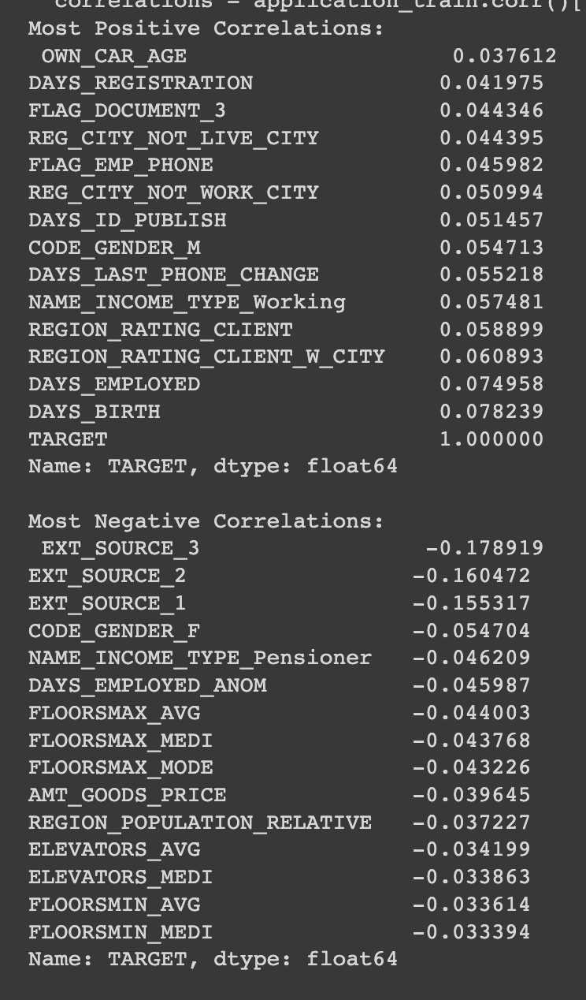 correlations = application_train.corr()[
Most Positive Correlations:
OWN_CAR_AGE 0.037612
DAYS_REGISTRATION 0.041975
FLAG_DOCUMENT_3 0.044346
REG_CITY_NOT_LIVE_CITY 0.044395
FLAG_EMP_PHONE 0.045982
REG_CITY_NOT_WORK_CITY 0.050994
DAYS_ID_PUBLISH 0.051457
CODE_GENDER_M 0.054713
DAYS_LAST_PHONE_CHANGE 0.055218
NAME_INCOME_TYPE_Working 0.057481
REGION_RATING_CLIENT 0.058899
REGION_RATING_CLIENT_W_CITY 0.060893
DAYS_EMPLOYED 0.074958
DAYS_BIRTH 0.078239
TARGET 1.000000
Name: TARGET, dtype: float64
Most Negative Correlations:
EXT_SOURCE_3 -0.178919
EXT_SOURCE_2 -0.160472
EXT_SOURCE_1 -0.155317
CODE_GENDER_F -0.054704
NAME_INCOME_TYPE_Pensioner -0.046209
DAYS_EMPLOYED_ANOM -0.045987
FLOORSMAX_AVG -0.044003
FLOORSMAX_MEDI -0.043768
FLOORSMAX_MODE -0.043226
AMT_GOODS_PRICE -0.039645
REGION_POPULATION_RELATIVE -0.037227
ELEVATORS_AVG -0.034199
ELEVATORS_MEDI -0.033863
FLOORSMIN_AVG -0.033614
FLOORSMIN_MEDI -0.033394
Name: TARGET, dtype: float64